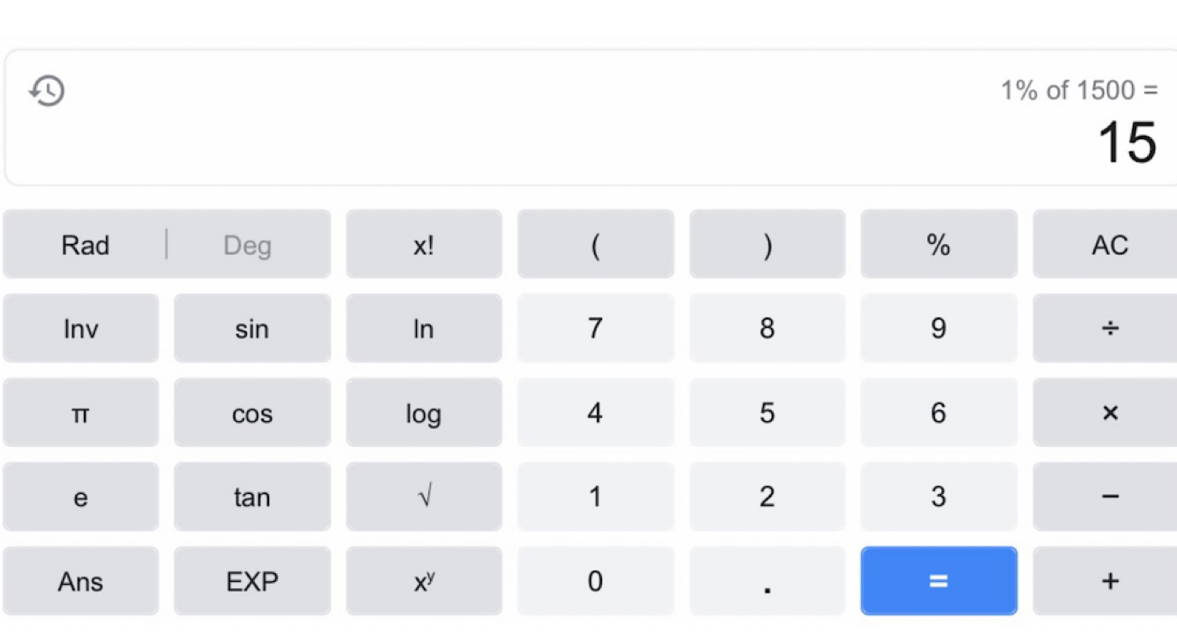 1% of 1500 =
15
Rad | Deg x! ( ) % AC
Inv sin ln 7 8 9 ÷
π cos log 4 5 6 ×
e tan √ 1 2 3 −
Ans EXP xʸ 0 . = +